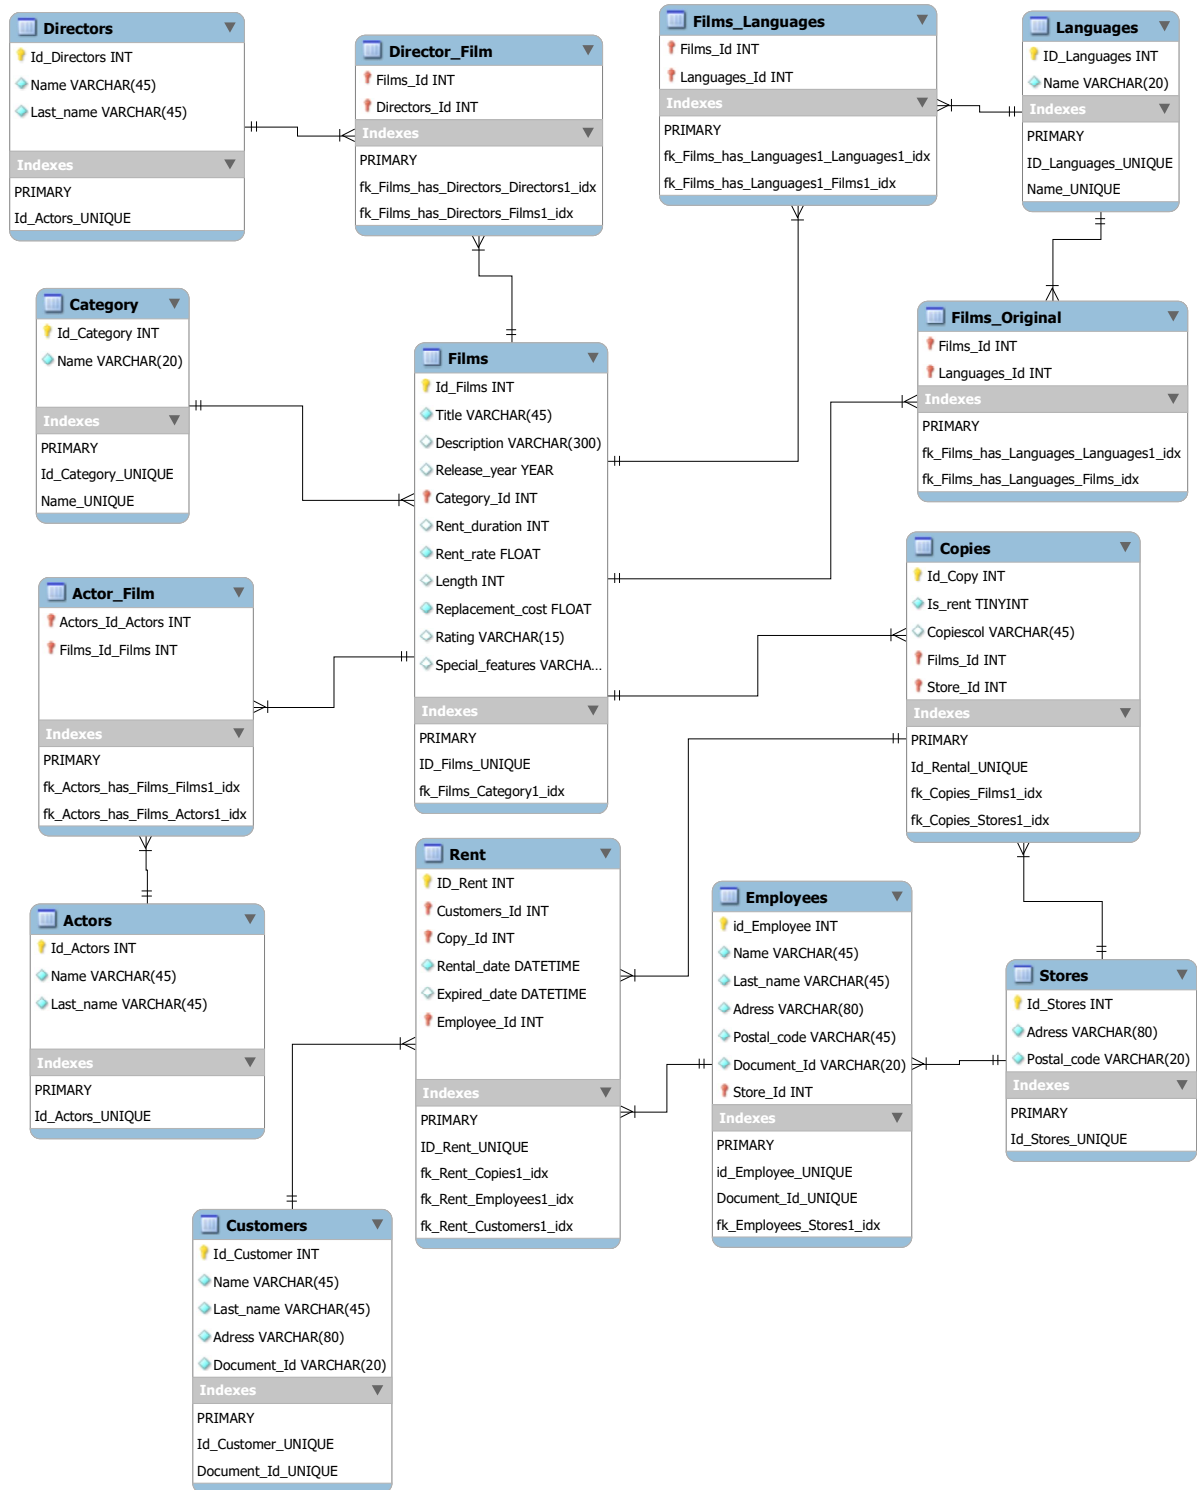 Directors
Id_Directors INT
Name VARCHAR(45)
Last_name VARCHAR(45)
Indexes
PRIMARY
Id_Actors_UNIQUE
Director_Film
Films_Id INT
Directors_Id INT
Indexes
PRIMARY
fk_Films_has_Directors_Directors1_idx
fk_Films_has_Directors_Films1_idx
Films_Languages
Films_Id INT
Languages_Id INT
Indexes
PRIMARY
fk_Films_has_Languages1_Languages1_idx
fk_Films_has_Languages1_Films1_idx
Languages
ID_Languages INT
Name VARCHAR(20)
Indexes
PRIMARY
ID_Languages_UNIQUE
Name_UNIQUE
Category
Id_Category INT
Name VARCHAR(20)
Indexes
PRIMARY
Id_Category_UNIQUE
Name_UNIQUE
Films
Id_Films INT
Title VARCHAR(45)
Description VARCHAR(300)
Release_year YEAR
Category_Id INT
Rent_duration INT
Rent_rate FLOAT
Length INT
Replacement_cost FLOAT
Rating VARCHAR(15)
Special_features VARCHA...
Indexes
PRIMARY
ID_Films_UNIQUE
fk_Films_Category1_idx
Films_Original
Films_Id INT
Languages_Id INT
Indexes
PRIMARY
fk_Films_has_Languages_Languages1_idx
fk_Films_has_Languages_Films_idx
Copies
Id_Copy INT
Is_rent TINYINT
Copiescol VARCHAR(45)
Films_Id INT
Store_Id INT
Indexes
PRIMARY
Id_Rental_UNIQUE
fk_Copies_Films1_idx
fk_Copies_Stores1_idx
Actor_Film
Actors_Id_Actors INT
Films_Id_Films INT
Indexes
PRIMARY
fk_Actors_has_Films_Films1_idx
fk_Actors_has_Films_Actors1_idx
Actors
Id_Actors INT
Name VARCHAR(45)
Last_name VARCHAR(45)
Indexes
PRIMARY
Id_Actors_UNIQUE
Rent
ID_Rent INT
Customers_Id INT
Copy_Id INT
Rental_date DATETIME
Expired_date DATETIME
Employee_Id INT
Indexes
PRIMARY
ID_Rent_UNIQUE
fk_Rent_Copies1_idx
fk_Rent_Employees1_idx
fk_Rent_Customers1_idx
Employees
id_Employee INT
Name VARCHAR(45)
Last_name VARCHAR(45)
Adress VARCHAR(80)
Postal_code VARCHAR(45)
Document_Id VARCHAR(20)
Store_Id INT
Indexes
PRIMARY
id_Employee_UNIQUE
Document_Id_UNIQUE
fk_Employees_Stores1_idx
Stores
Id_Stores INT
Adress VARCHAR(80)
Postal_code VARCHAR(20)
Indexes
PRIMARY
Id_Stores_UNIQUE
Customers
Id_Customer INT
Name VARCHAR(45)
Last_name VARCHAR(45)
Adress VARCHAR(80)
Document_Id VARCHAR(20)
Indexes
PRIMARY
Id_Customer_UNIQUE
Document_Id_UNIQUE